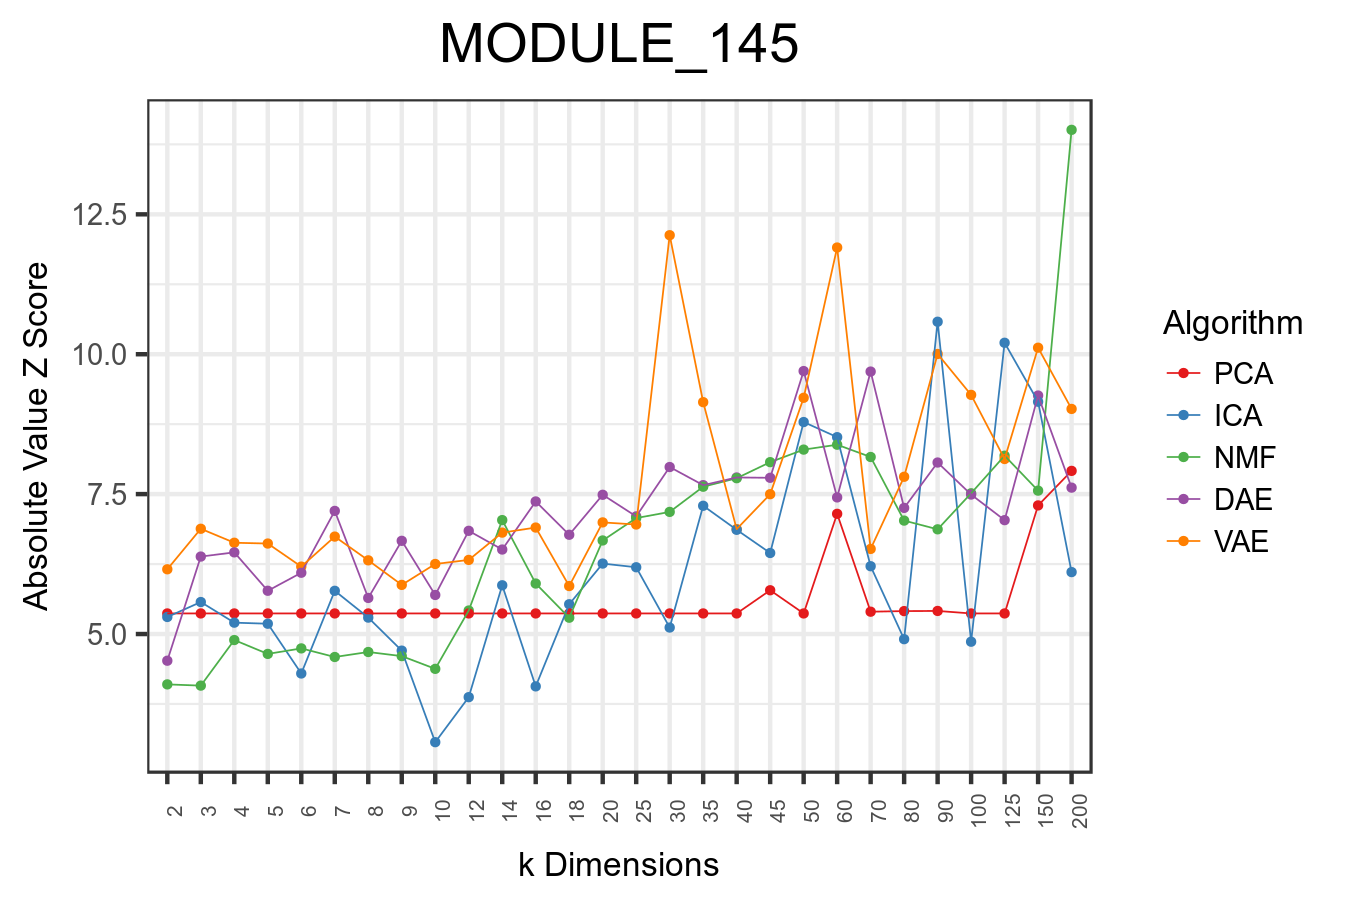 MODULE_145
Absolute Value Z Score
12.5
10.0
7.5
5.0
2 3 4 5 6 7 8 9 10 12 14 16 18 20 25 30 35 40 45 50 60 70 80 90 100 125 150 200
k Dimensions
Algorithm
PCA
ICA
NMF
DAE
VAE